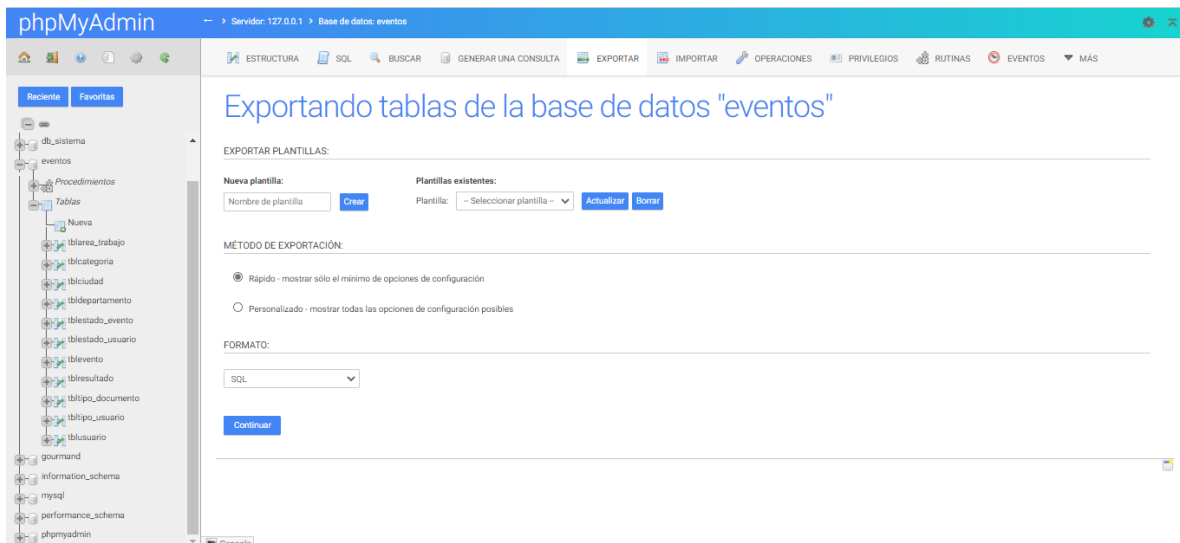 phpMyAdmin
← > Servidor: 127.0.0.1 > Base de datos: eventos
ESTRUCTURA SQL BUSCAR GENERAR UNA CONSULTA EXPORTAR IMPORTAR OPERACIONES PRIVILEGIOS RUTINAS EVENTOS MÁS
Reciente Favoritas
db_sistema
eventos
Procedimientos
Tablas
Nueva
tblarea_trabajo
tblcategoria
tblciudad
tbldepartamento
tblestado_evento
tblestado_usuario
tblevento
tblresultado
tbltipo_documento
tbltipo_usuario
tblusuario
gourmand
information_schema
mysql
performance_schema
phpmyadmin
Exportando tablas de la base de datos "eventos"
EXPORTAR PLANTILLAS:
Nueva plantilla: Plantillas existentes:
Nombre de plantilla Crear Plantilla: -- Seleccionar plantilla -- Actualizar Borrar
MÉTODO DE EXPORTACIÓN:
Rápido - mostrar sólo el mínimo de opciones de configuración
Personalizado - mostrar todas las opciones de configuración posibles
FORMATO:
SQL
Continuar
Consola